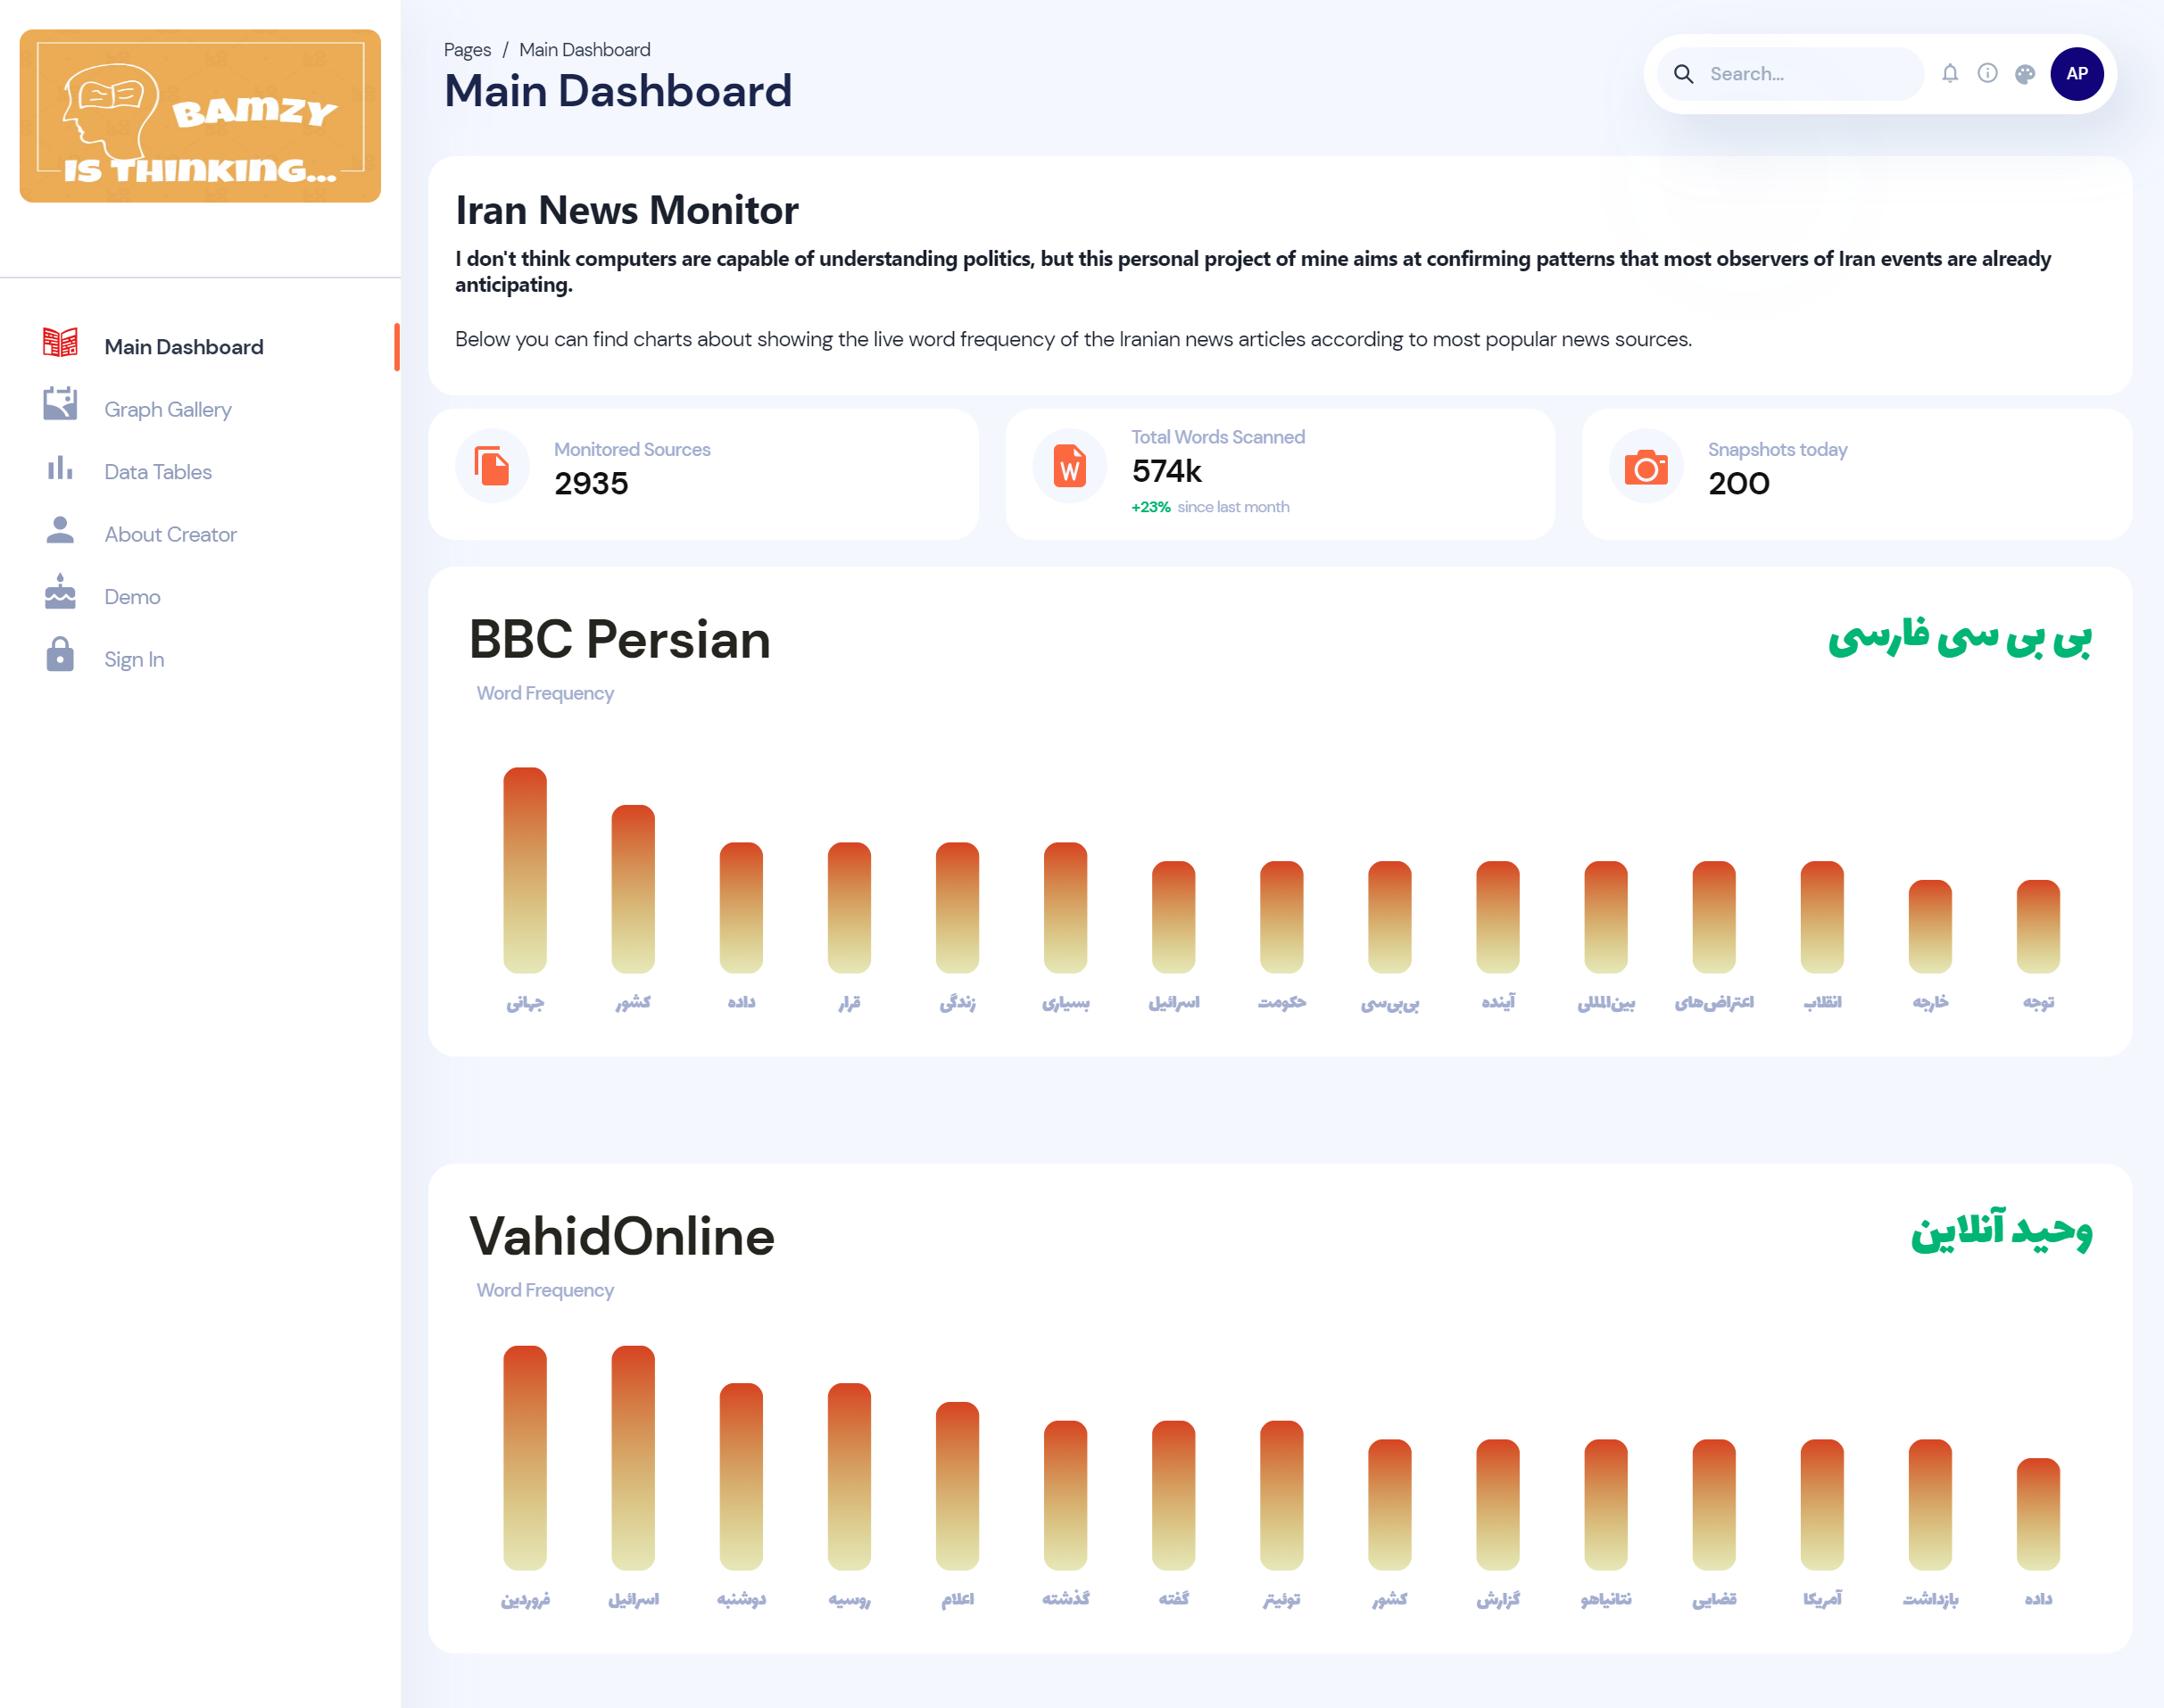 BAMZY
IS THINKING...
Main Dashboard
Graph Gallery
Data Tables
About Creator
Demo
Sign In
Pages / Main Dashboard
Main Dashboard
Search...
AP
Iran News Monitor
I don't think computers are capable of understanding politics, but this personal project of mine aims at confirming patterns that most observers of Iran events are already
anticipating.
Below you can find charts about showing the live word frequency of the Iranian news articles according to most popular news sources.
Monitored Sources
2935
W
Total Words Scanned
574k
+23% since last month
Snapshots today
200
BBC Persian
بی بی سی فارسی
Word Frequency
جهانی کشور داده قرار زندگی بسیاری اسرائیل حکومت بی‌بی‌سی آینده بین‌المللی اعتراض‌های انقلاب خارجه توجه
VahidOnline
وحید آنلاین
Word Frequency
فروردین اسرائیل دوشنبه روسیه اعلام گذشته گفته توئیتر کشور گزارش نتانیاهو قضایی آمریکا بازداشت داده